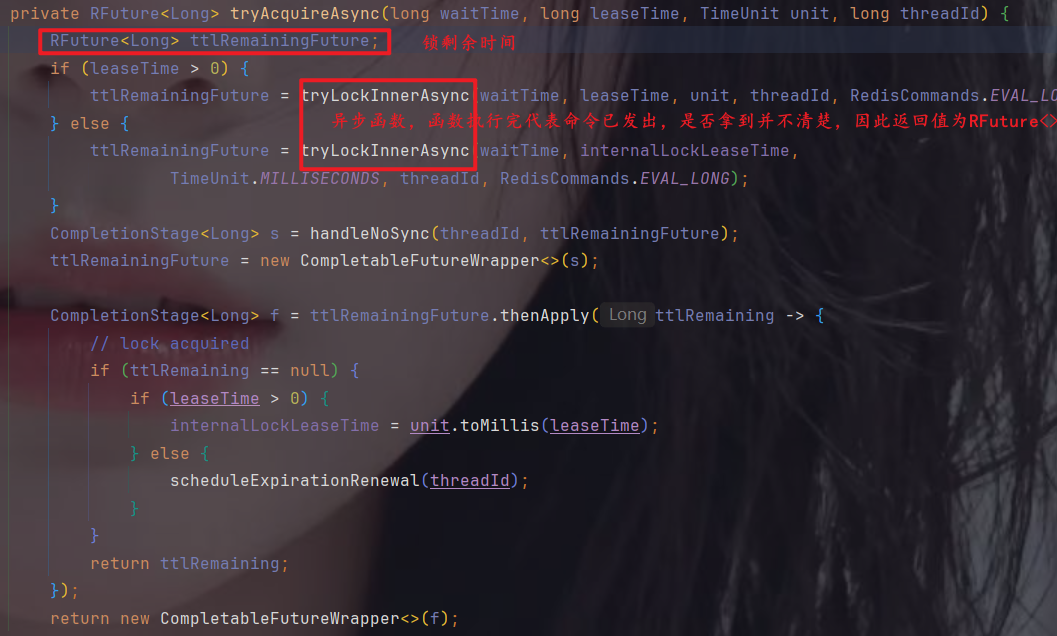 private RFuture<Long> tryAcquireAsync(long waitTime, long leaseTime, TimeUnit unit, long threadId) {
RFuture<Long> ttlRemainingFuture; 锁剩余时间
if (leaseTime > 0) {
ttlRemainingFuture = tryLockInnerAsync(waitTime, leaseTime, unit, threadId, RedisCommands.EVAL_LO
异步函数，函数执行完代表命令已发出，是否拿到并不清楚，因此返回值为RFuture<>
} else {
ttlRemainingFuture = tryLockInnerAsync(waitTime, internalLockLeaseTime,
TimeUnit.MILLISECONDS, threadId, RedisCommands.EVAL_LONG);
}
CompletionStage<Long> s = handleNoSync(threadId, ttlRemainingFuture);
ttlRemainingFuture = new CompletableFutureWrapper<>(s);
CompletionStage<Long> f = ttlRemainingFuture.thenApply( Long ttlRemaining -> {
// lock acquired
if (ttlRemaining == null) {
if (leaseTime > 0) {
internalLockLeaseTime = unit.toMillis(leaseTime);
} else {
scheduleExpirationRenewal(threadId);
}
}
return ttlRemaining;
});
return new CompletableFutureWrapper<>(f);